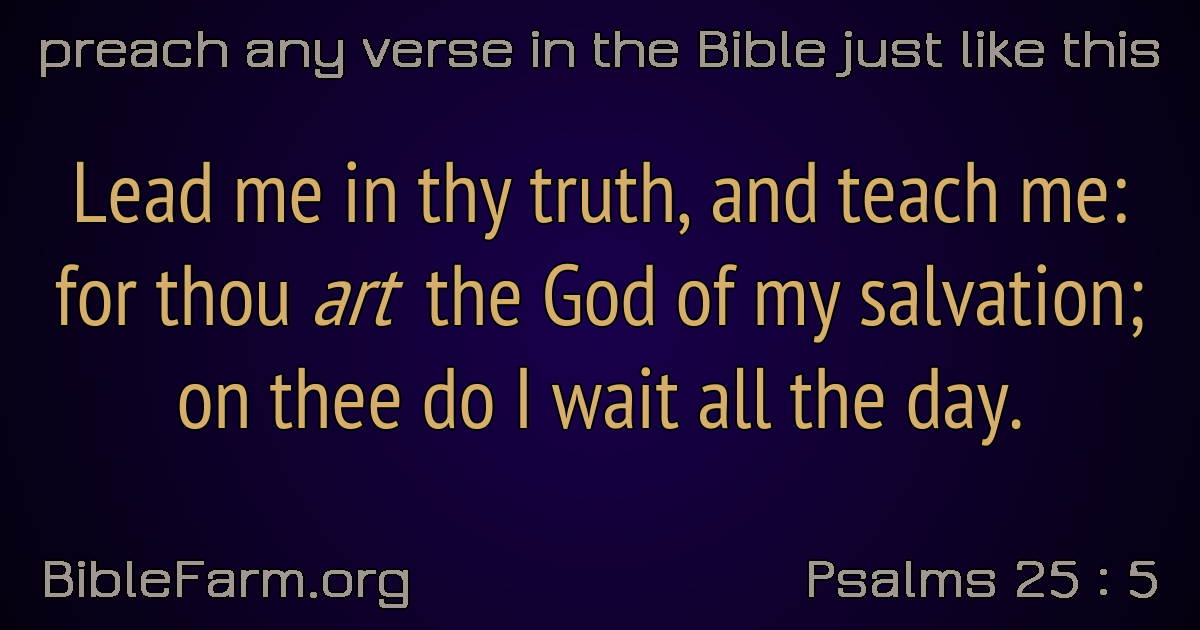 preach any verse in the Bible just like this
Lead me in thy truth, and teach me:
for thou art the God of my salvation;
on thee do I wait all the day.
BibleFarm.org
Psalms 25 : 5